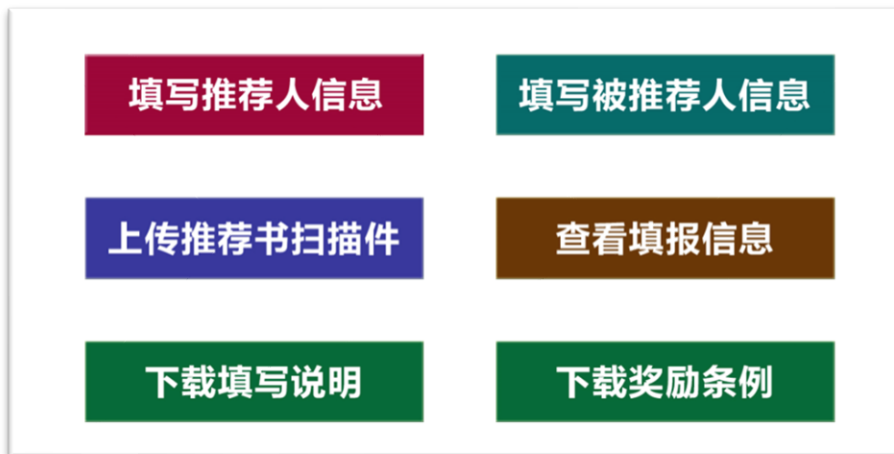 填写推荐人信息
填写被推荐人信息
上传推荐书扫描件
查看填报信息
下载填写说明
下载奖励条例